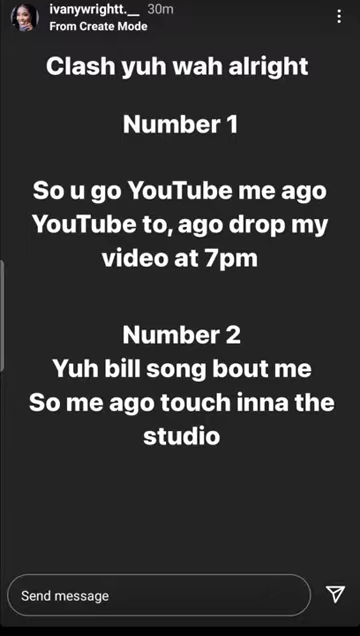 ivanywrightt.__ 30m
From Create Mode
Clash yuh wah alright
Number 1
So u go YouTube me ago
YouTube to, ago drop my
video at 7pm
Number 2
Yuh bill song bout me
So me ago touch inna the
studio
Send message